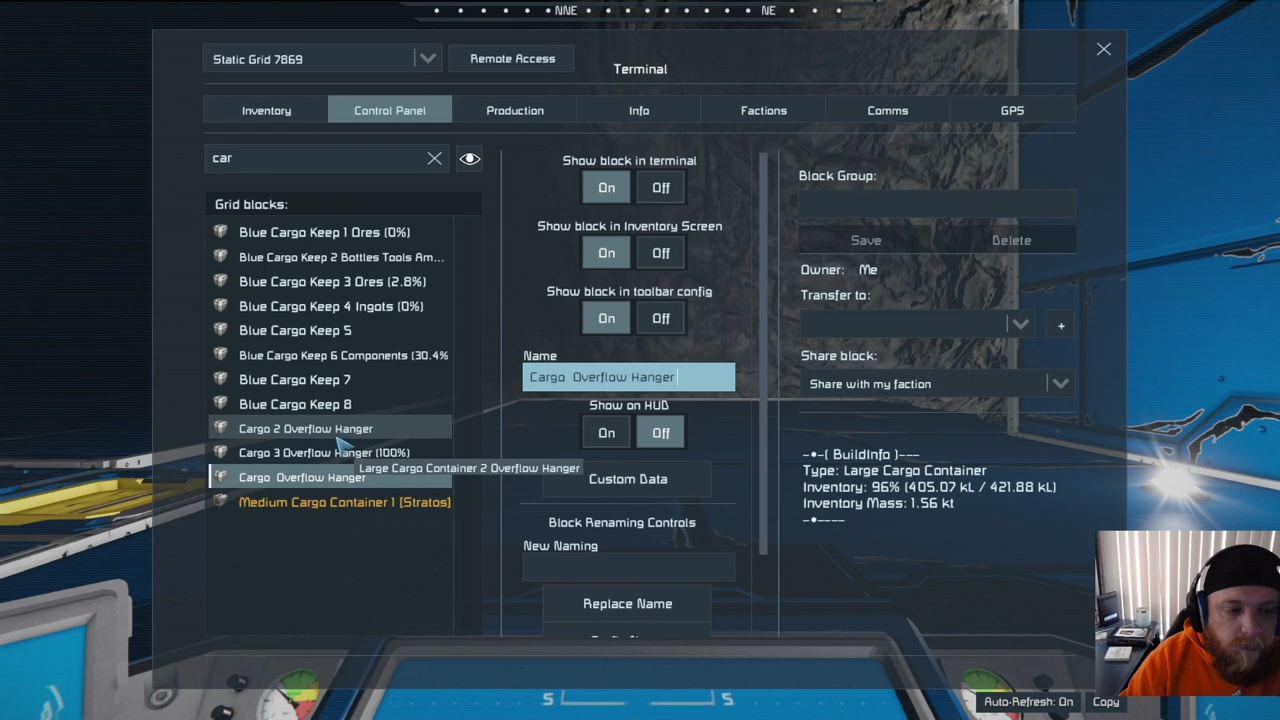 NNE NE
Static Grid 7869
Remote Access
Terminal
Inventory
Control Panel
Production
Info
Factions
Comms
GPS
car
Grid blocks:
Blue Cargo Keep 1 Ores (0%)
Blue Cargo Keep 2 Bottles Tools Am...
Blue Cargo Keep 3 Ores (2.8%)
Blue Cargo Keep 4 Ingots (0%)
Blue Cargo Keep 5
Blue Cargo Keep 6 Components (30.4%
Blue Cargo Keep 7
Blue Cargo Keep 8
Cargo 2 Overflow Hanger
Cargo 3 Overflow Hanger (100%)
Large Cargo Container 2 Overflow Hanger
Cargo  Overflow Hanger
Medium Cargo Container 1 [Stratos]
Show block in terminal
On Off
Show block in Inventory Screen
On Off
Show block in toolbar config
On Off
Name
Cargo  Overflow Hanger
Show on HUD
On Off
Custom Data
Block Renaming Controls
New Naming
Replace Name
Block Group:
Save Delete
Owner: Me
Transfer to:
+
Share block:
Share with my faction
-•-( BuildInfo )---
Type: Large Cargo Container
Inventory: 96% (405.07 kL / 421.88 kL)
Inventory Mass: 1.56 kt
-•----
S S
Auto-Refresh: On
Copy